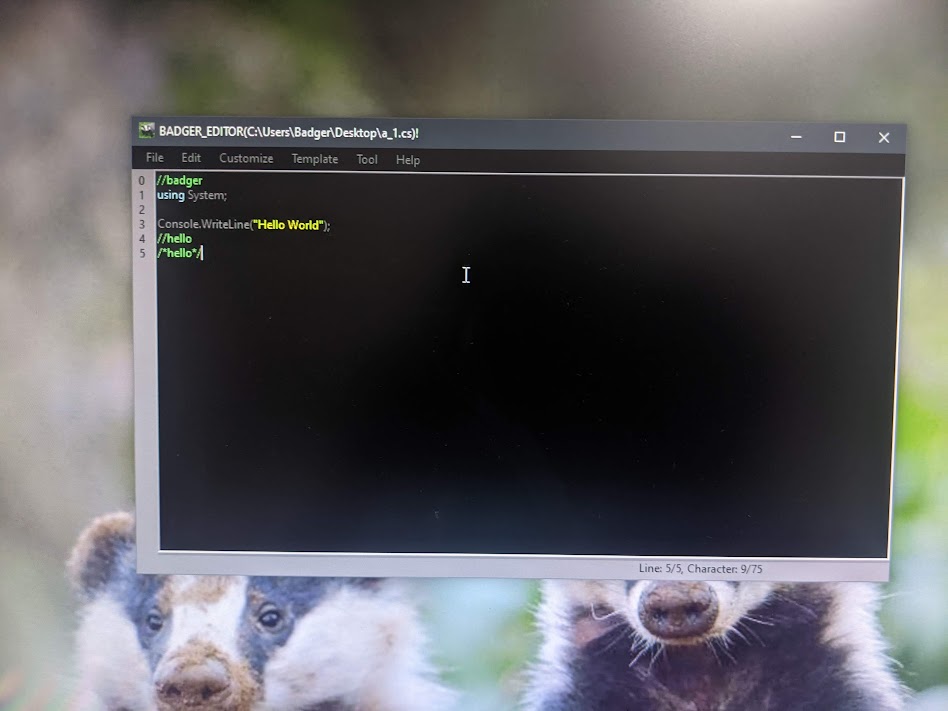 BADGER_EDITOR(C:\Users\Badger\Desktop\a_1.cs)!
File Edit Customize Template Tool Help
0 //badger
1 using System;
2
3 Console.WriteLine("Hello World");
4 //hello
5 /*hello*/
Line: 5/5, Character: 9/75